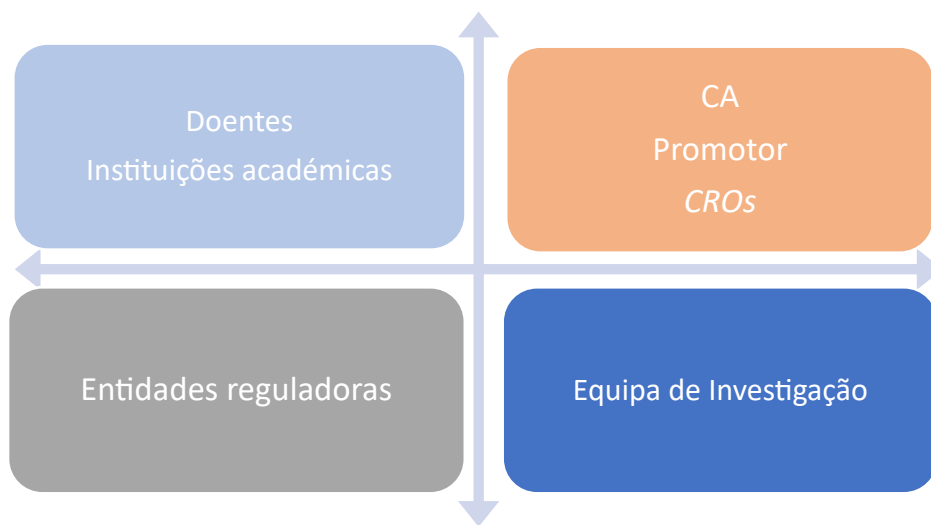 Doentes
Instituições académicas
CA
Promotor
CROs
Entidades reguladoras
Equipa de Investigação